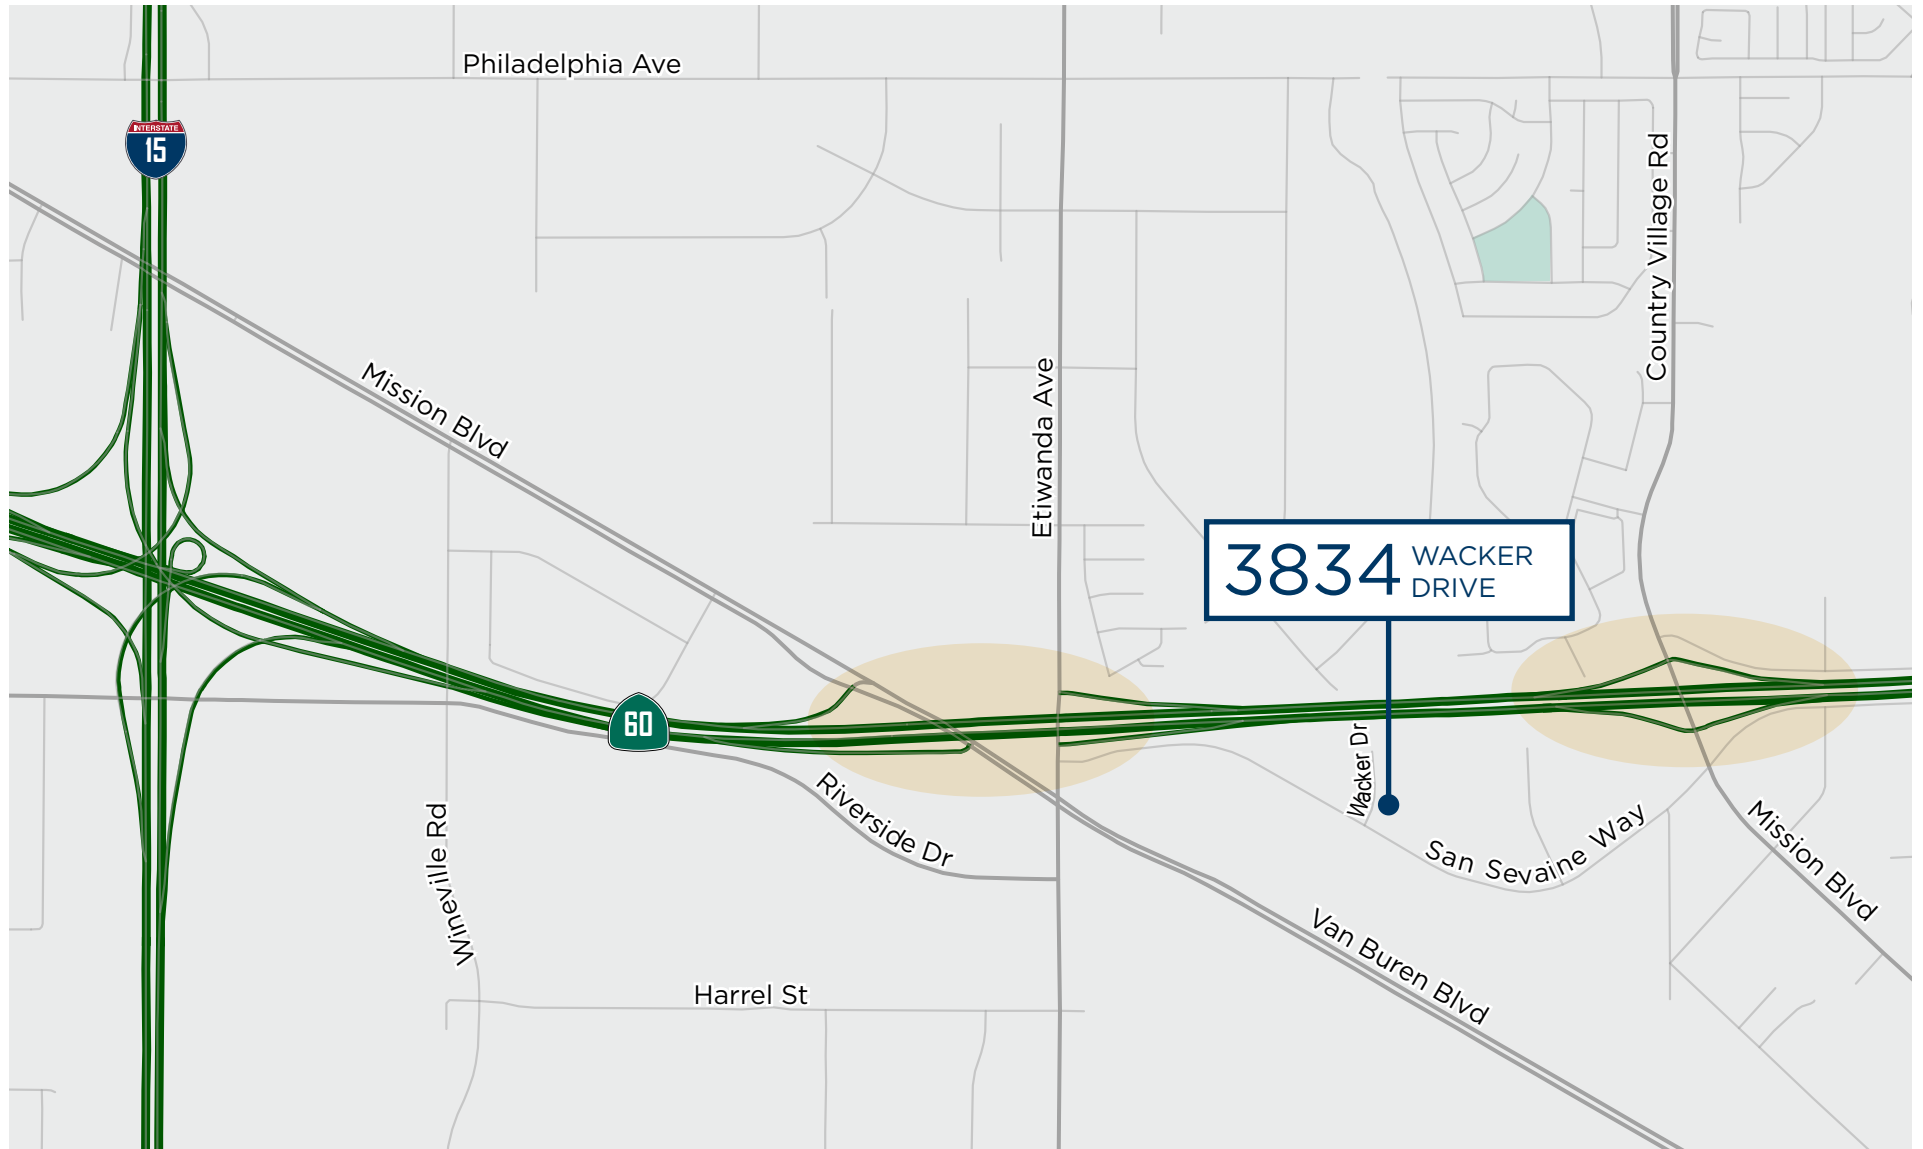 Philadelphia Ave
INTERSTATE
15
Country Village Rd
Mission Blvd
Etiwanda Ave
3834 WACKER
DRIVE
60
Wacker Dr
Riverside Dr
Wineville Rd
San Sevaine Way
Mission Blvd
Van Buren Blvd
Harrel St